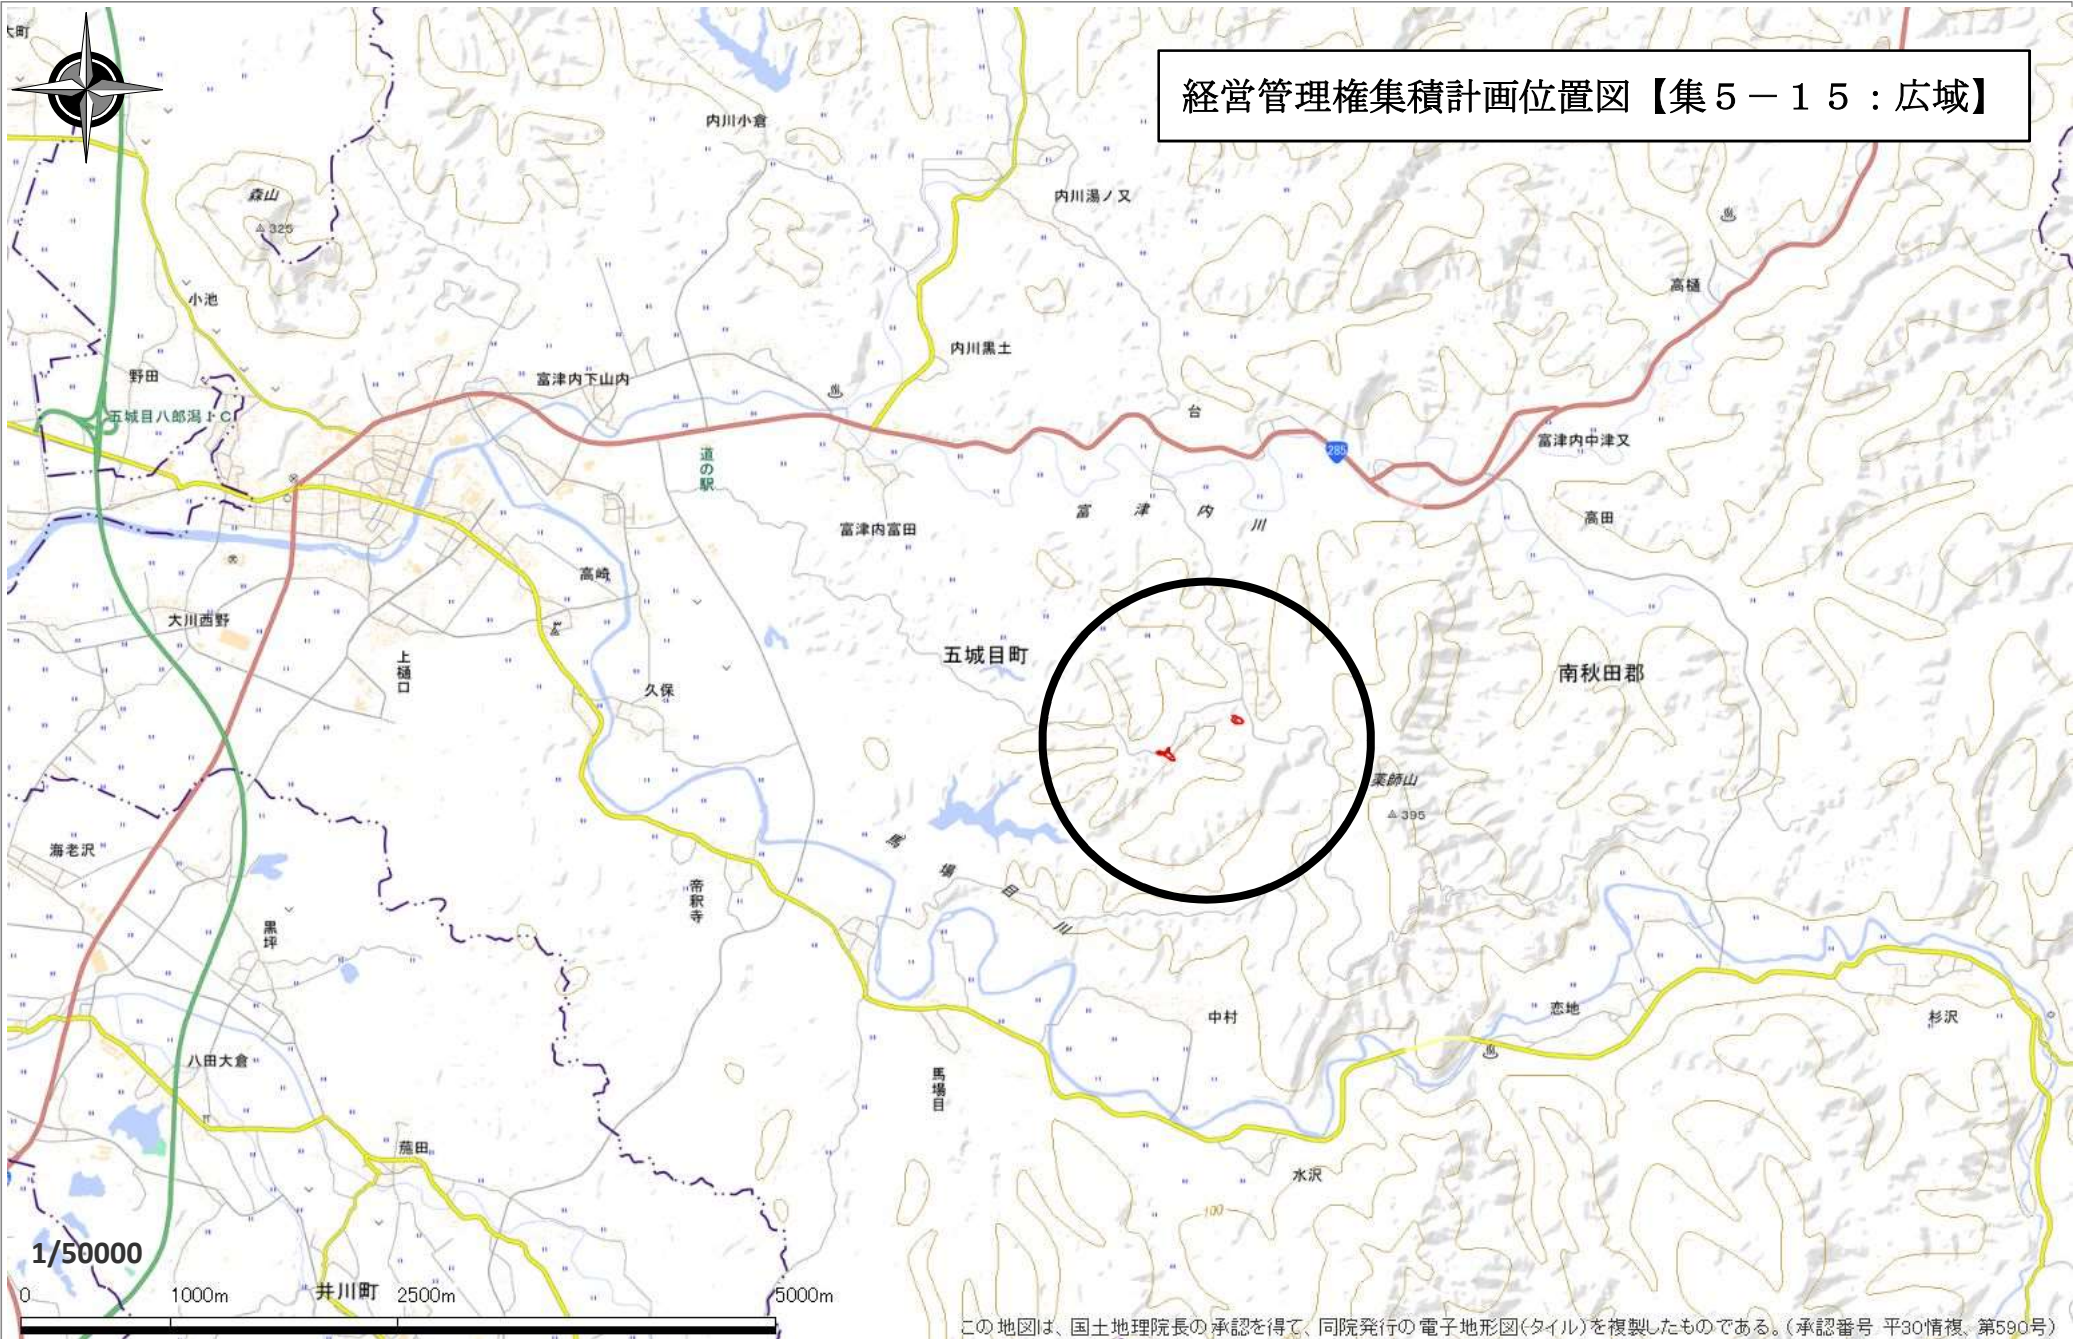 経営管理権集積計画位置図【集５－１５：広域】
内川小倉
内川湯ノ又
森山
325
小池
高樋
内川黒土
野田
富津内下山内
台
五城目八郎潟ＩＣ
285
富津内中津又
道の駅
富津内川
富津内富田
高田
高崎
大川西野
上樋口
五城目町
南秋田郡
久保
薬師山
395
馬場目川
海老沢
帝釈寺
黒坪
中村
恋地
杉沢
八田大倉
馬場目
蓲田
水沢
100
1/50000
井川町
0 1000m 2500m 5000m
この地図は、国土地理院長の承認を得て、同院発行の電子地形図(タイル)を複製したものである。(承認番号 平30情複、第590号)